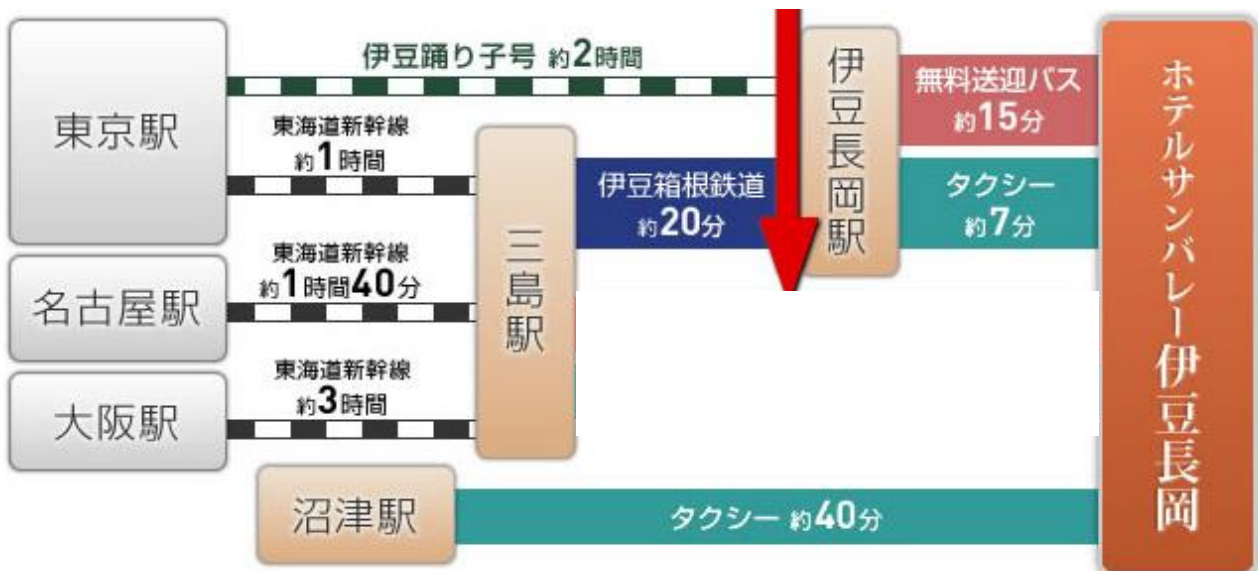 伊豆踊り子号 約2時間
東京駅
東海道新幹線
約1時間
三島駅
伊豆箱根鉄道
約20分
伊豆長岡駅
無料送迎バス
約15分
タクシー
約7分
ホテルサンバレー伊豆長岡
名古屋駅
東海道新幹線
約1時間40分
大阪駅
東海道新幹線
約3時間
沼津駅
タクシー 約40分